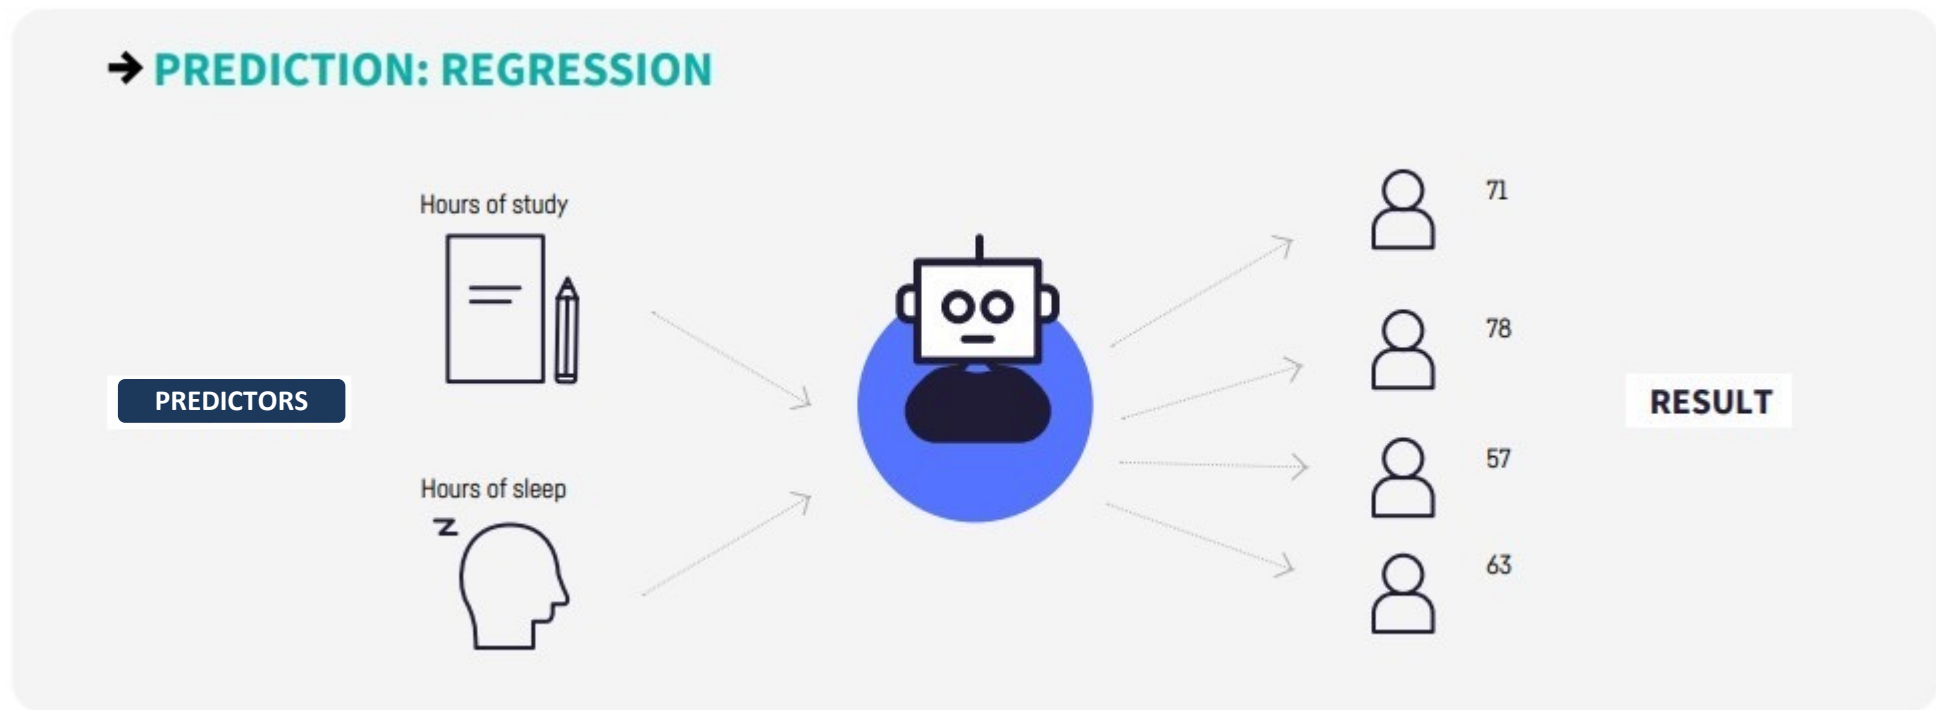 → PREDICTION: REGRESSION
Hours of study
PREDICTORS
Hours of sleep
z
71
78
57
63
RESULT